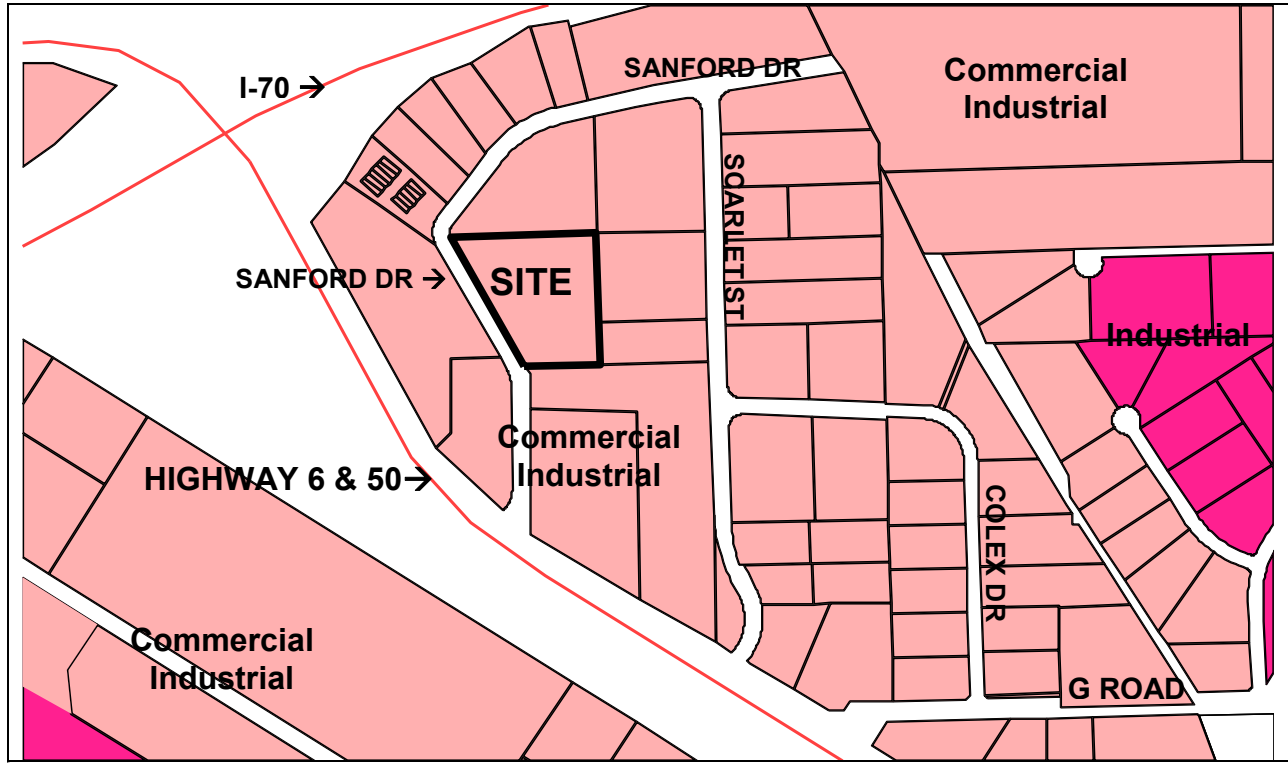 SANFORD DR
Commercial
Industrial
I-70 →
SCARLET ST
SANFORD DR →
SITE
Industrial
Commercial
Industrial
HIGHWAY 6 & 50→
COLEX DR
Commercial
Industrial
G ROAD